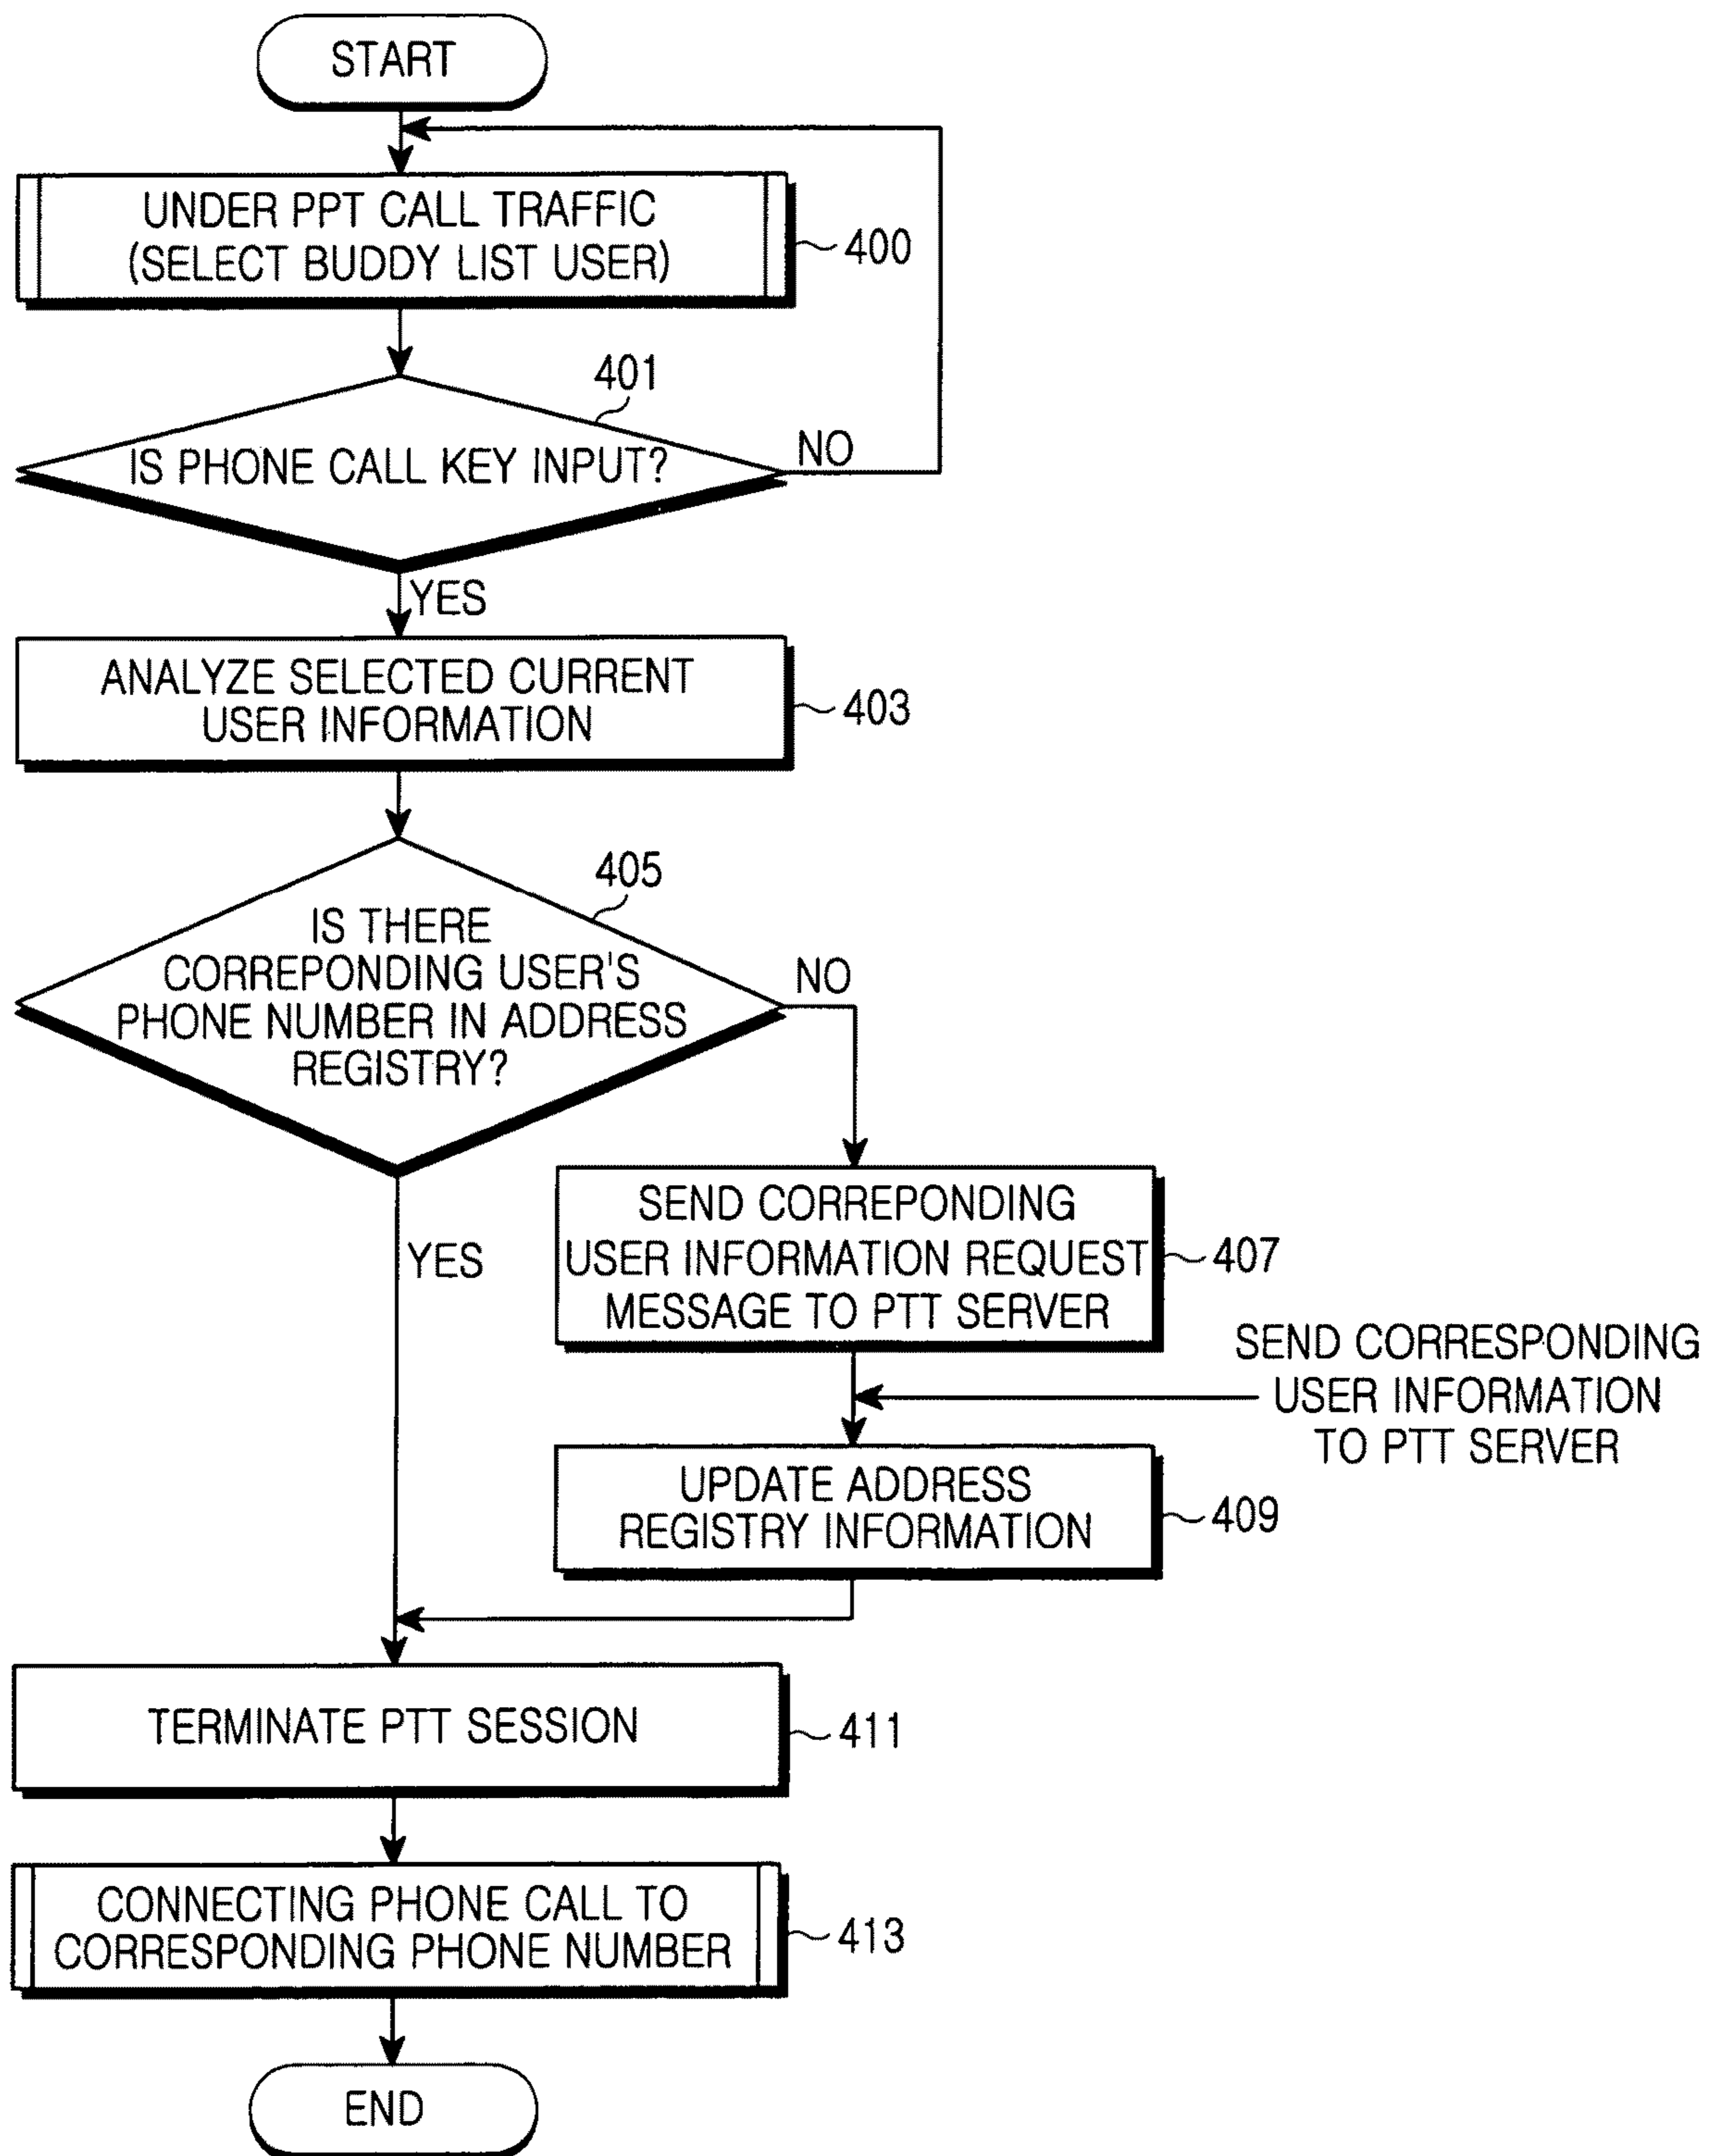 START
UNDER PPT CALL TRAFFIC
(SELECT BUDDY LIST USER)
400
401
IS PHONE CALL KEY INPUT?
NO
YES
ANALYZE SELECTED CURRENT
USER INFORMATION
403
405
IS THERE
CORREPONDING USER'S
PHONE NUMBER IN ADDRESS
REGISTRY?
NO
YES
SEND CORREPONDING
USER INFORMATION REQUEST
MESSAGE TO PTT SERVER
407
SEND CORRESPONDING
USER INFORMATION
TO PTT SERVER
UPDATE ADDRESS
REGISTRY INFORMATION
409
TERMINATE PTT SESSION
411
CONNECTING PHONE CALL TO
CORRESPONDING PHONE NUMBER
413
END